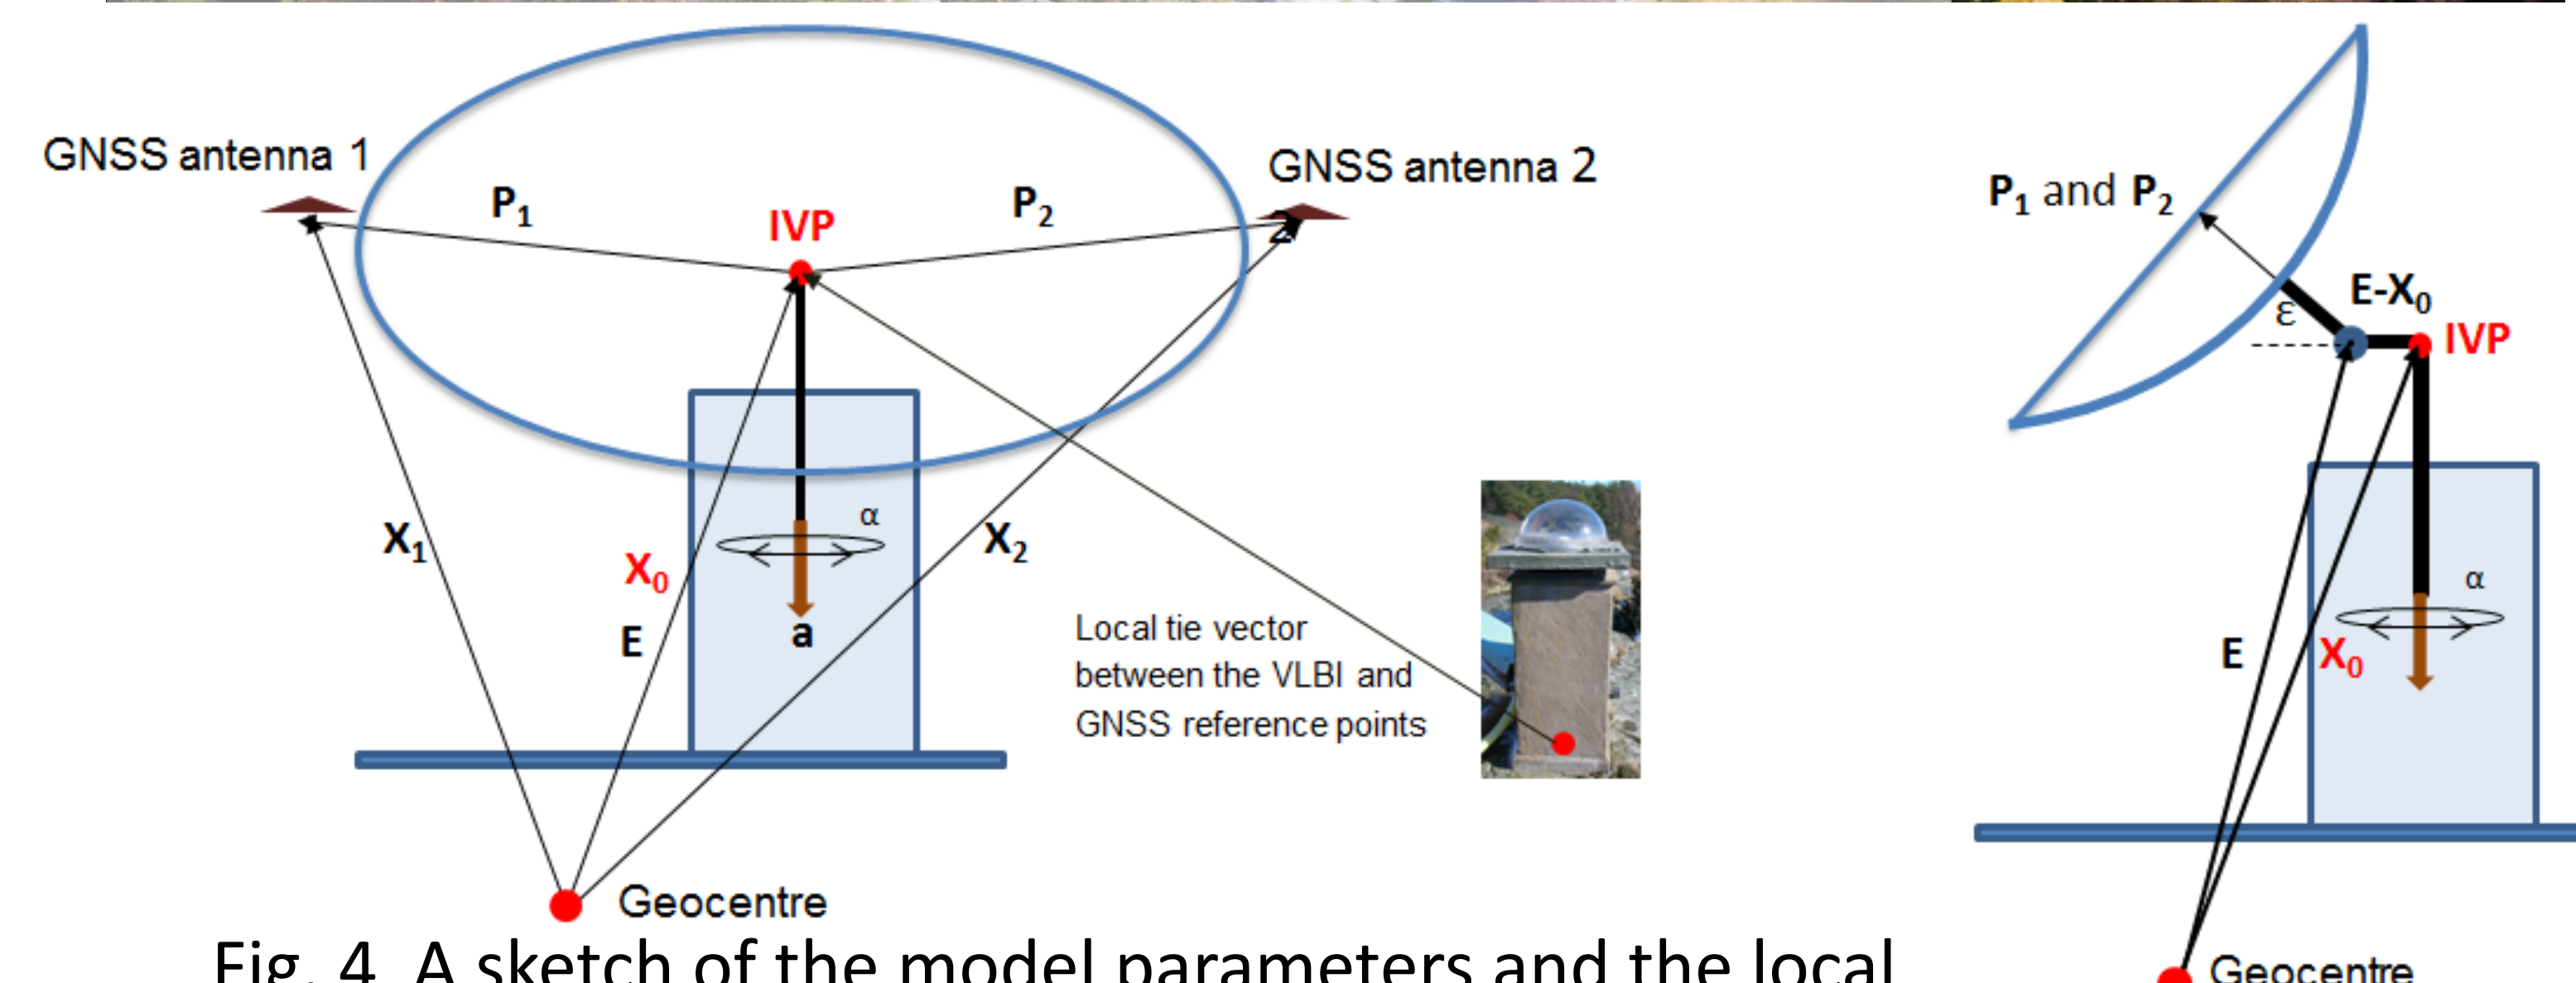 GNSS antenna 1
P1
IVP
P2
GNSS antenna 2
2
X1
X0
E
α
a
X2
Local tie vector
between the VLBI and
GNSS reference points
Geocentre
P1 and P2
E-X0
ε
IVP
α
E
X0
Geocentre
Fig. 4 A sketch of the model parameters and the local